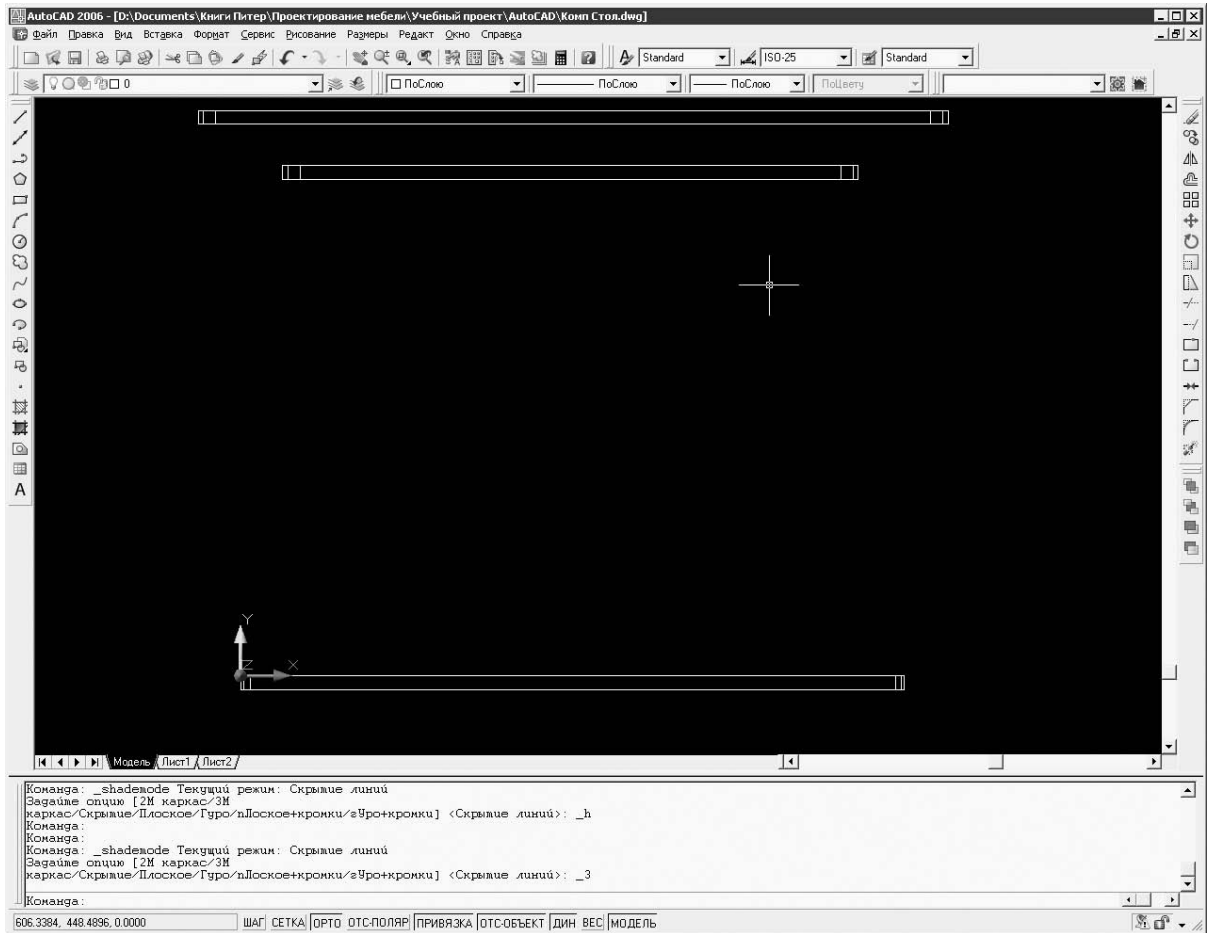 AutoCAD 2006 - [D:\Documents\Книги Питер\Проектирование мебели\Учебный проект\AutoCAD\Комп Стол.dwg]
Файл Правка Вид Вставка Формат Сервис Рисование Размеры Редакт Окно Справка
Standard ISO-25 Standard
0 ПоСлою ПоСлою ПоСлою ПоЦвету
A
Y
Z X
Модель Лист1 Лист2
Команда: _shademode Текущий режим: Скрытие линий
Задайте опцию [2М каркас/3М
каркас/Скрытие/Плоское/Гуро/пЛоское+кромки/гУро+кромки] <Скрытие линий>: _h
Команда:
Команда:
Команда: _shademode Текущий режим: Скрытие линий
Задайте опцию [2М каркас/3М
каркас/Скрытие/Плоское/Гуро/пЛоское+кромки/гУро+кромки] <Скрытие линий>: _3
Команда:
606.3384, 448.4896, 0.0000 ШАГ СЕТКА ОРТО ОТС-ПОЛЯР ПРИВЯЗКА ОТС-ОБЪЕКТ ДИН ВЕС МОДЕЛЬ